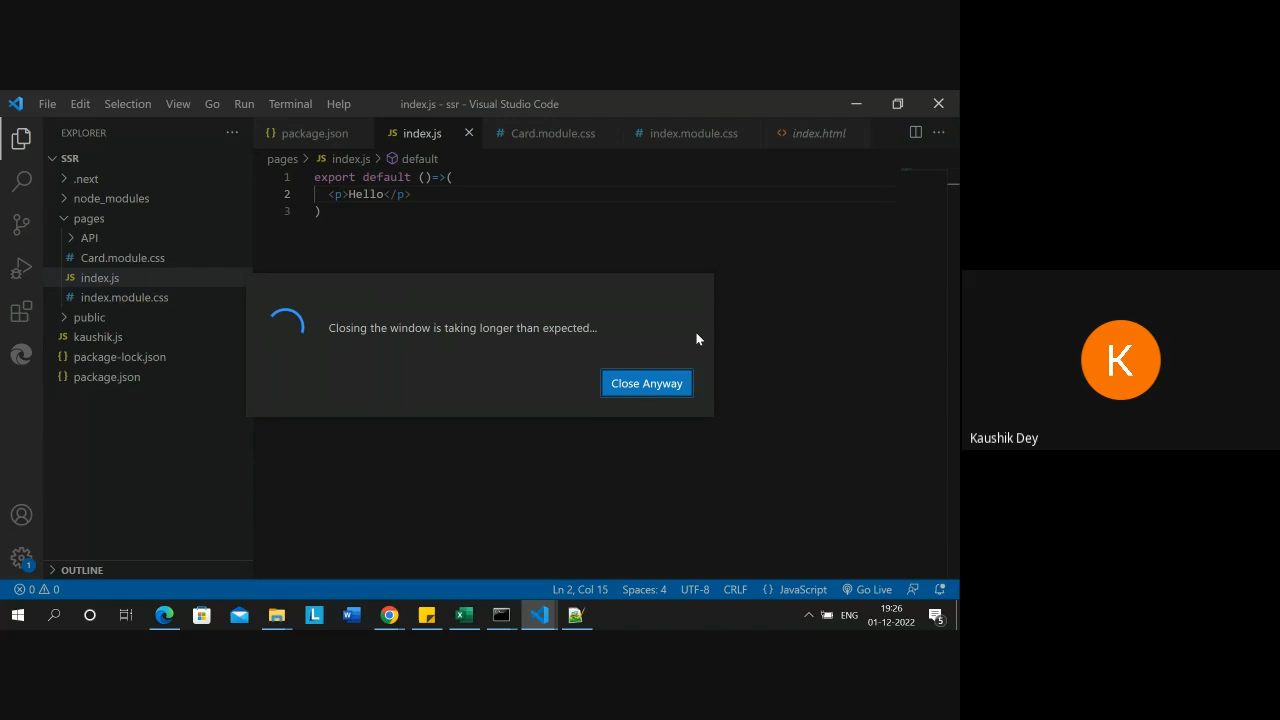 File Edit Selection View Go Run Terminal Help index.js - ssr - Visual Studio Code
EXPLORER
SSR
.next
node_modules
pages
API
Card.module.css
index.js
index.module.css
public
kaushik.js
package-lock.json
package.json
OUTLINE
package.json index.js Card.module.css index.module.css index.html
pages > JS index.js > default
1 export default ()=>(
2 <p>Hello</p>
3 )
Closing the window is taking longer than expected...
Close Anyway
K
Kaushik Dey
1
0 0 Ln 2, Col 15 Spaces: 4 UTF-8 CRLF {} JavaScript Go Live
ENG 19:26
01-12-2022 5